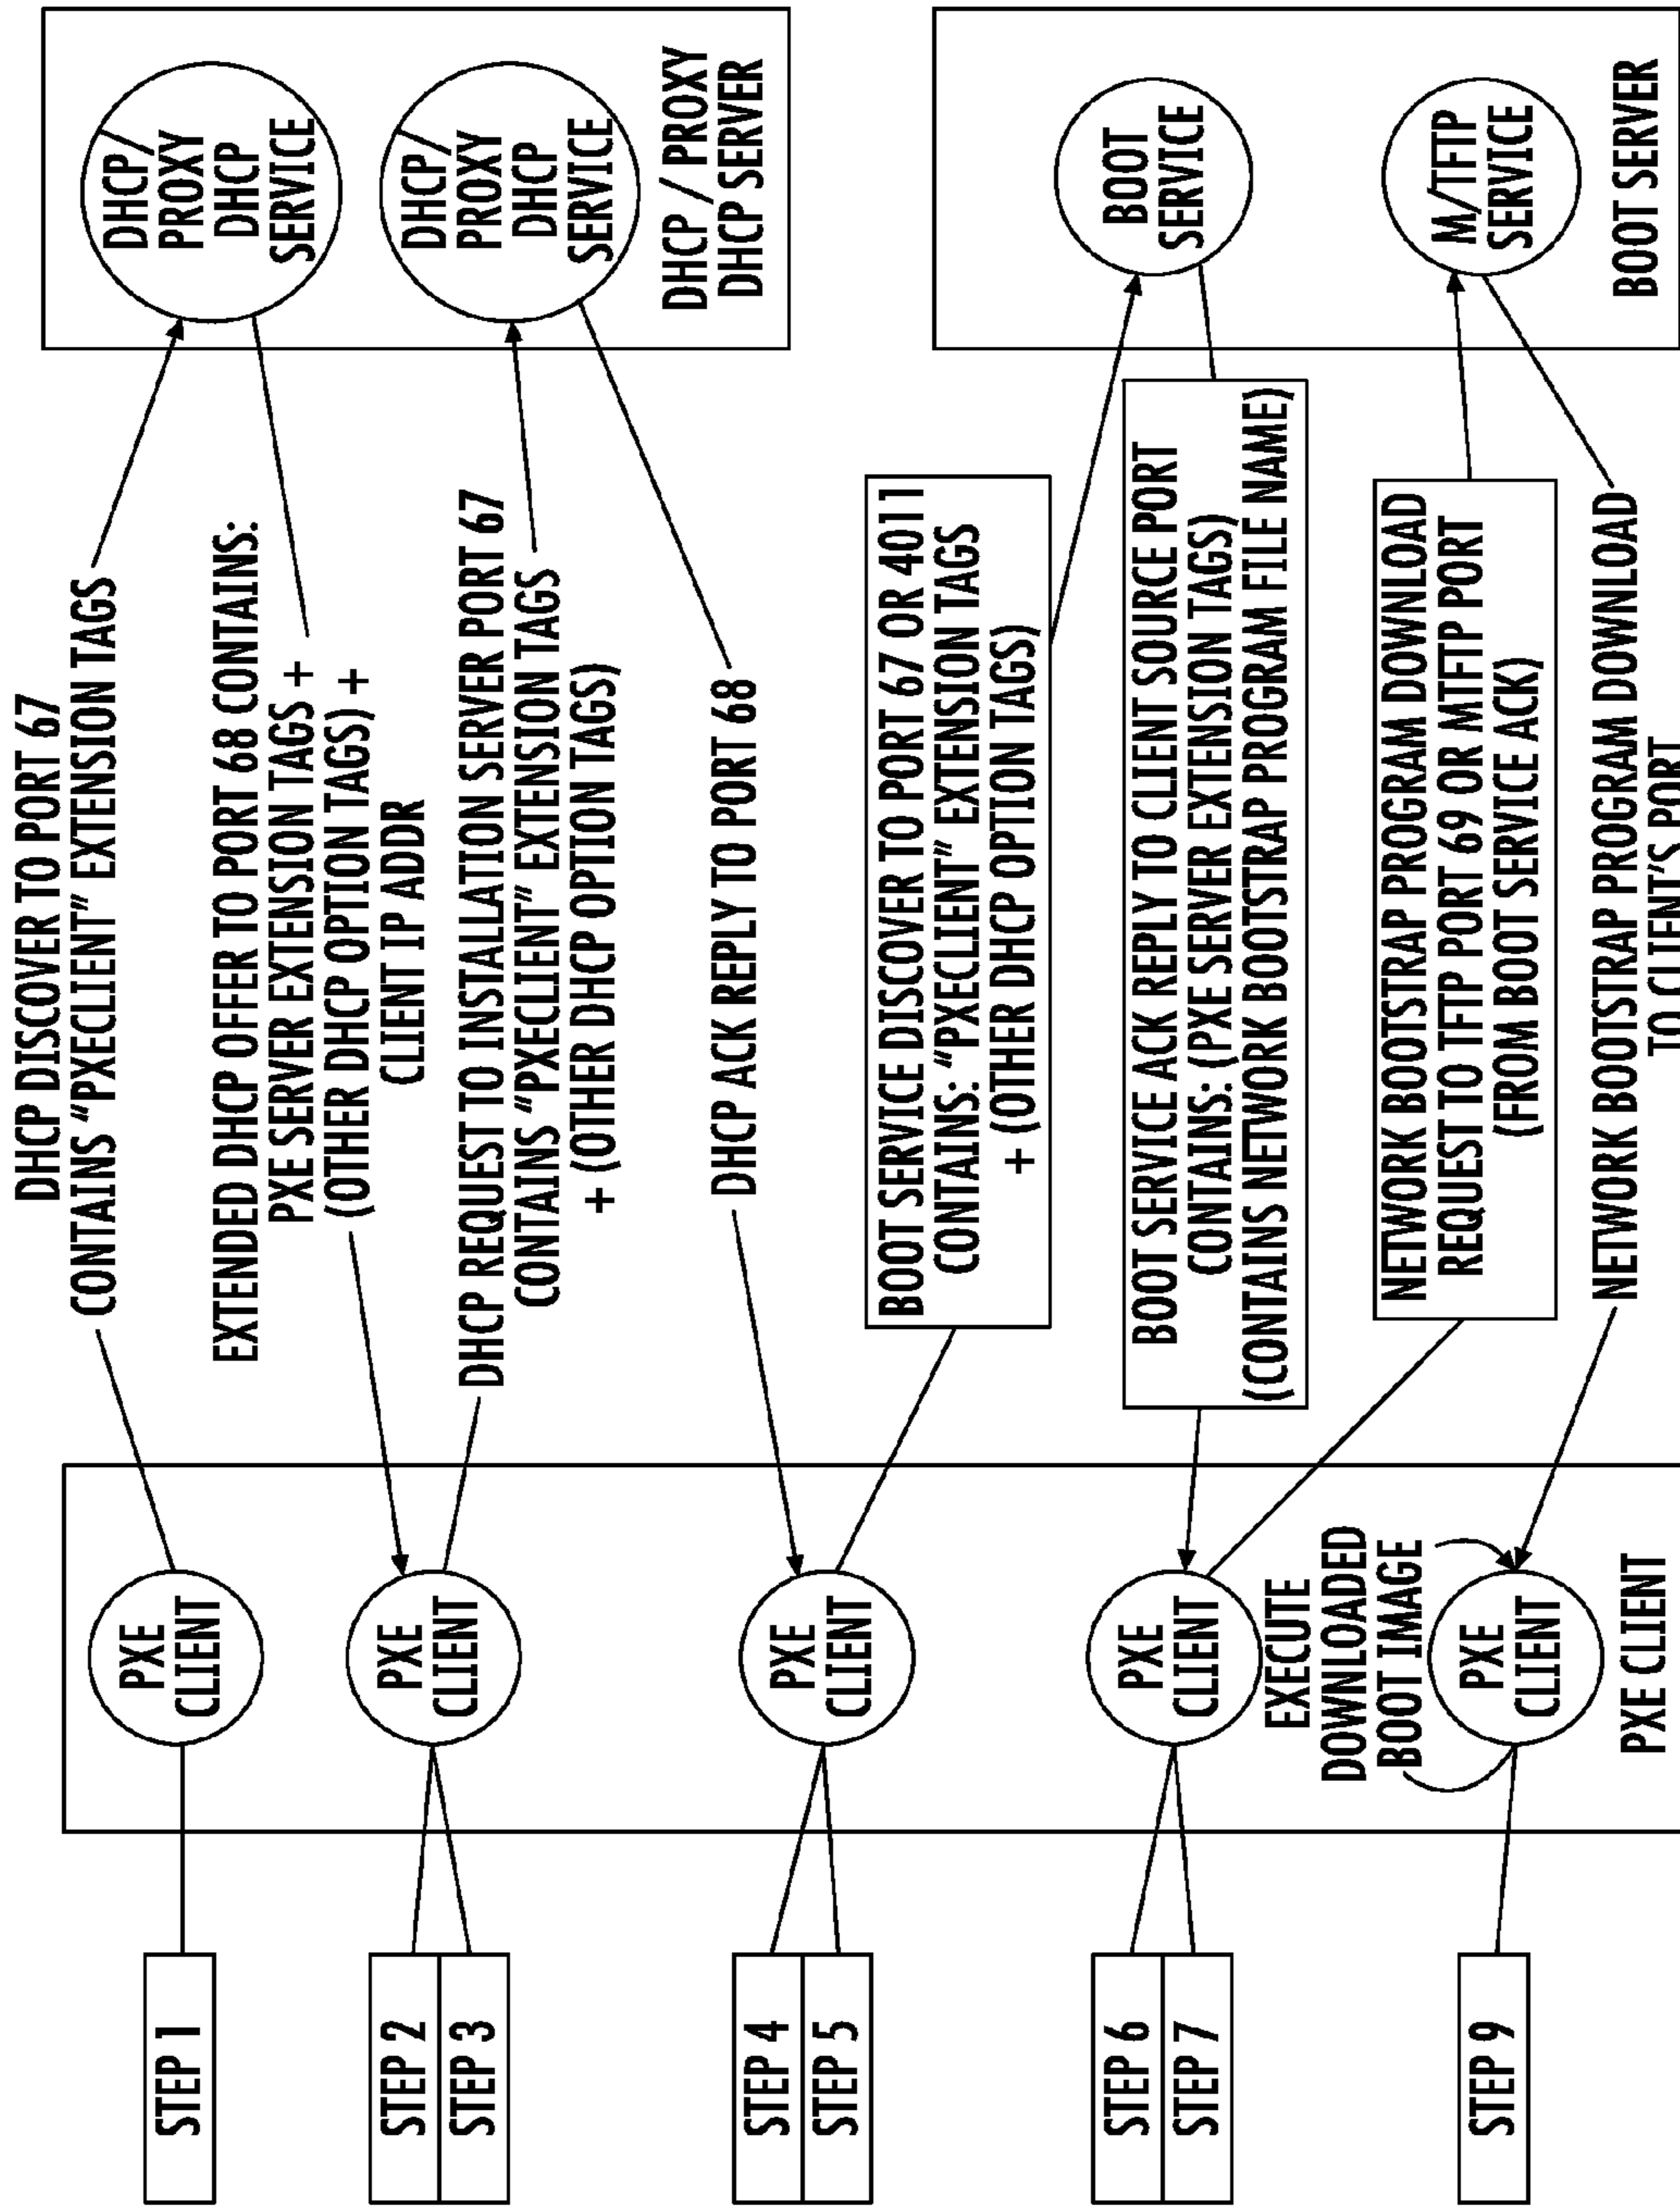 STEP 1
STEP 2
STEP 3
STEP 4
STEP 5
STEP 6
STEP 7
STEP 9
PXE
CLIENT
PXE
CLIENT
PXE
CLIENT
PXE
CLIENT
EXECUTE
DOWNLOADED
BOOT IMAGE
PXE
CLIENT
PXE CLIENT
DHCP DISCOVER TO PORT 67
CONTAINS “PXECLIENT” EXTENSION TAGS
EXTENDED DHCP OFFER TO PORT 68 CONTAINS:
PXE SERVER EXTENSION TAGS +
(OTHER DHCP OPTION TAGS) +
CLIENT IP ADDR
DHCP REQUEST TO INSTALLATION SERVER PORT 67
CONTAINS “PXECLIENT” EXTENSION TAGS
+ (OTHER DHCP OPTION TAGS)
DHCP ACK REPLY TO PORT 68
BOOT SERVICE DISCOVER TO PORT 67 OR 4011
CONTAINS: “PXECLIENT” EXTENSION TAGS
+ (OTHER DHCP OPTION TAGS)
BOOT SERVICE ACK REPLY TO CLIENT SOURCE PORT
CONTAINS: (PXE SERVER EXTENSION TAGS)
(CONTAINS NETWORK BOOTSTRAP PROGRAM FILE NAME)
NETWORK BOOTSTRAP PROGRAM DOWNLOAD
REQUEST TO TFTP PORT 69 OR MTFTP PORT
(FROM BOOT SERVICE ACK)
NETWORK BOOTSTRAP PROGRAM DOWNLOAD
TO CLIENT'S PORT
DHCP/
PROXY
DHCP
SERVICE
DHCP/
PROXY
DHCP
SERVICE
DHCP / PROXY
DHCP SERVER
BOOT
SERVICE
M/TFTP
SERVICE
BOOT SERVER